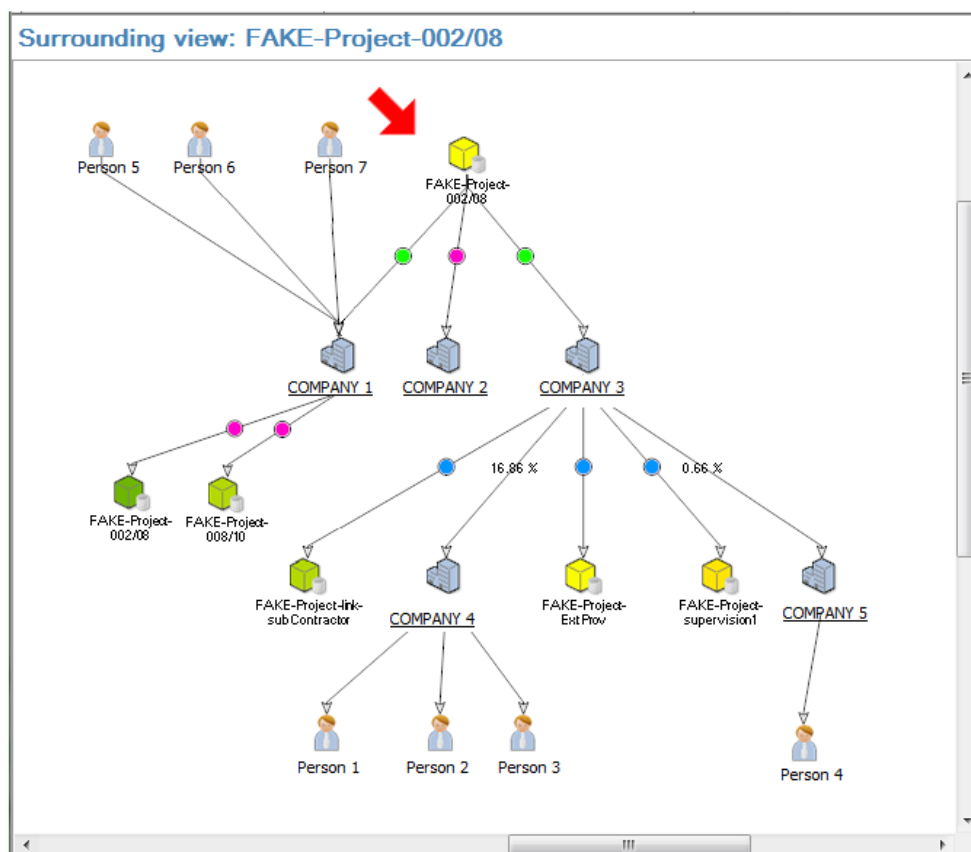 Surrounding view: FAKE-Project-002/08
Person 5
Person 6
Person 7
FAKE-Project-
002/08
COMPANY 1
COMPANY 2
COMPANY 3
16.86 %
0.66 %
FAKE-Project-
002/08
FAKE-Project-
008/10
FAKE-Project-link-
subContractor
COMPANY 4
FAKE-Project-
ExtProv
FAKE-Project-
supervision1
COMPANY 5
Person 1
Person 2
Person 3
Person 4